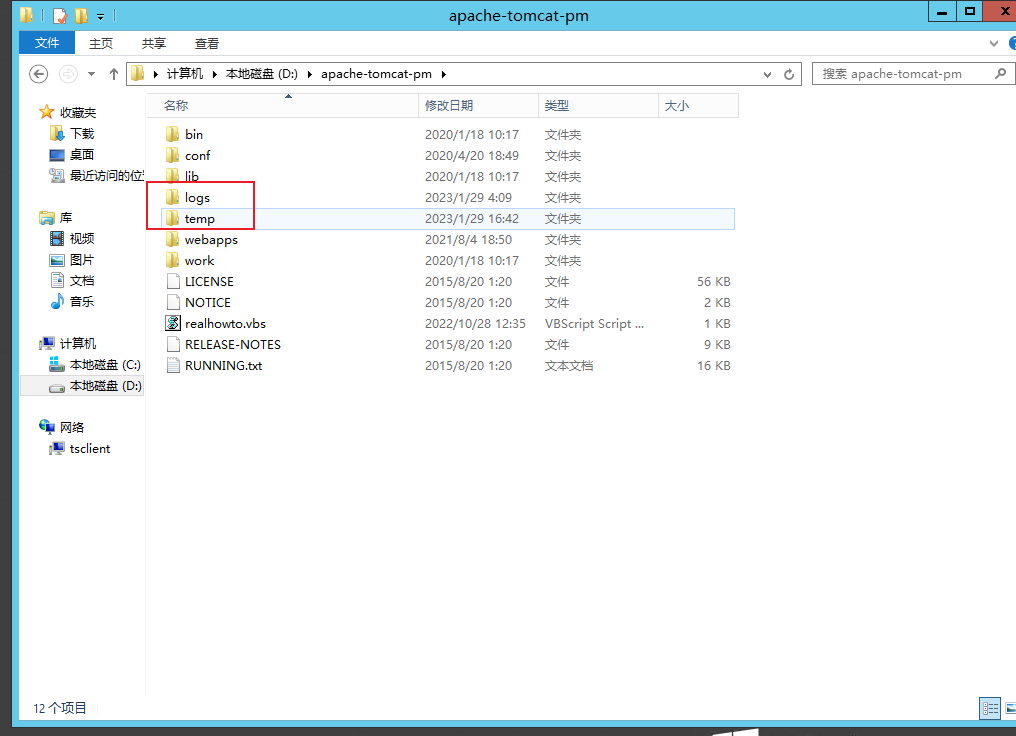 apache-tomcat-pm
文件 主页 共享 查看
计算机 本地磁盘 (D:) apache-tomcat-pm 搜索 apache-tomcat-pm
名称 修改日期 类型 大小
收藏夹
下载
桌面
最近访问的位
库
视频
图片
文档
音乐
计算机
本地磁盘 (C:)
本地磁盘 (D:)
网络
tsclient
bin 2020/1/18 10:17 文件夹
conf 2020/4/20 18:49 文件夹
lib 2020/1/18 10:17 文件夹
logs 2023/1/29 4:09 文件夹
temp 2023/1/29 16:42 文件夹
webapps 2021/8/4 18:50 文件夹
work 2020/1/18 10:17 文件夹
LICENSE 2015/8/20 1:20 文件 56 KB
NOTICE 2015/8/20 1:20 文件 2 KB
realhowto.vbs 2022/10/28 12:35 VBScript Script ... 1 KB
RELEASE-NOTES 2015/8/20 1:20 文件 9 KB
RUNNING.txt 2015/8/20 1:20 文本文档 16 KB
12 个项目